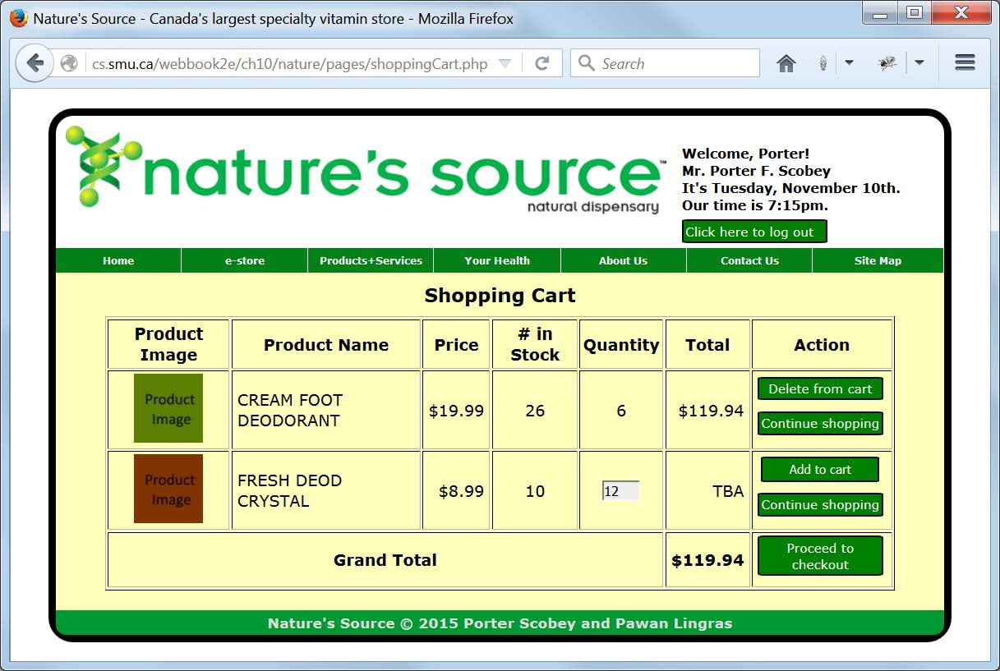 Nature's Source - Canada's largest specialty vitamin store - Mozilla Firefox
cs.smu.ca/webbook2e/ch10/nature/pages/shoppingCart.php
Search
nature's source™
natural dispensary
Welcome, Porter!
Mr. Porter F. Scobey
It's Tuesday, November 10th.
Our time is 7:15pm.
Click here to log out
Home e-store Products+Services Your Health About Us Contact Us Site Map
Shopping Cart
Product Image Product Name Price # in Stock Quantity Total Action
Product
Image
CREAM FOOT
DEODORANT
$19.99 26 6 $119.94
Delete from cart
Continue shopping
Product
Image
FRESH DEOD
CRYSTAL
$8.99 10 12 TBA
Add to cart
Continue shopping
Grand Total $119.94
Proceed to
checkout
Nature's Source © 2015 Porter Scobey and Pawan Lingras